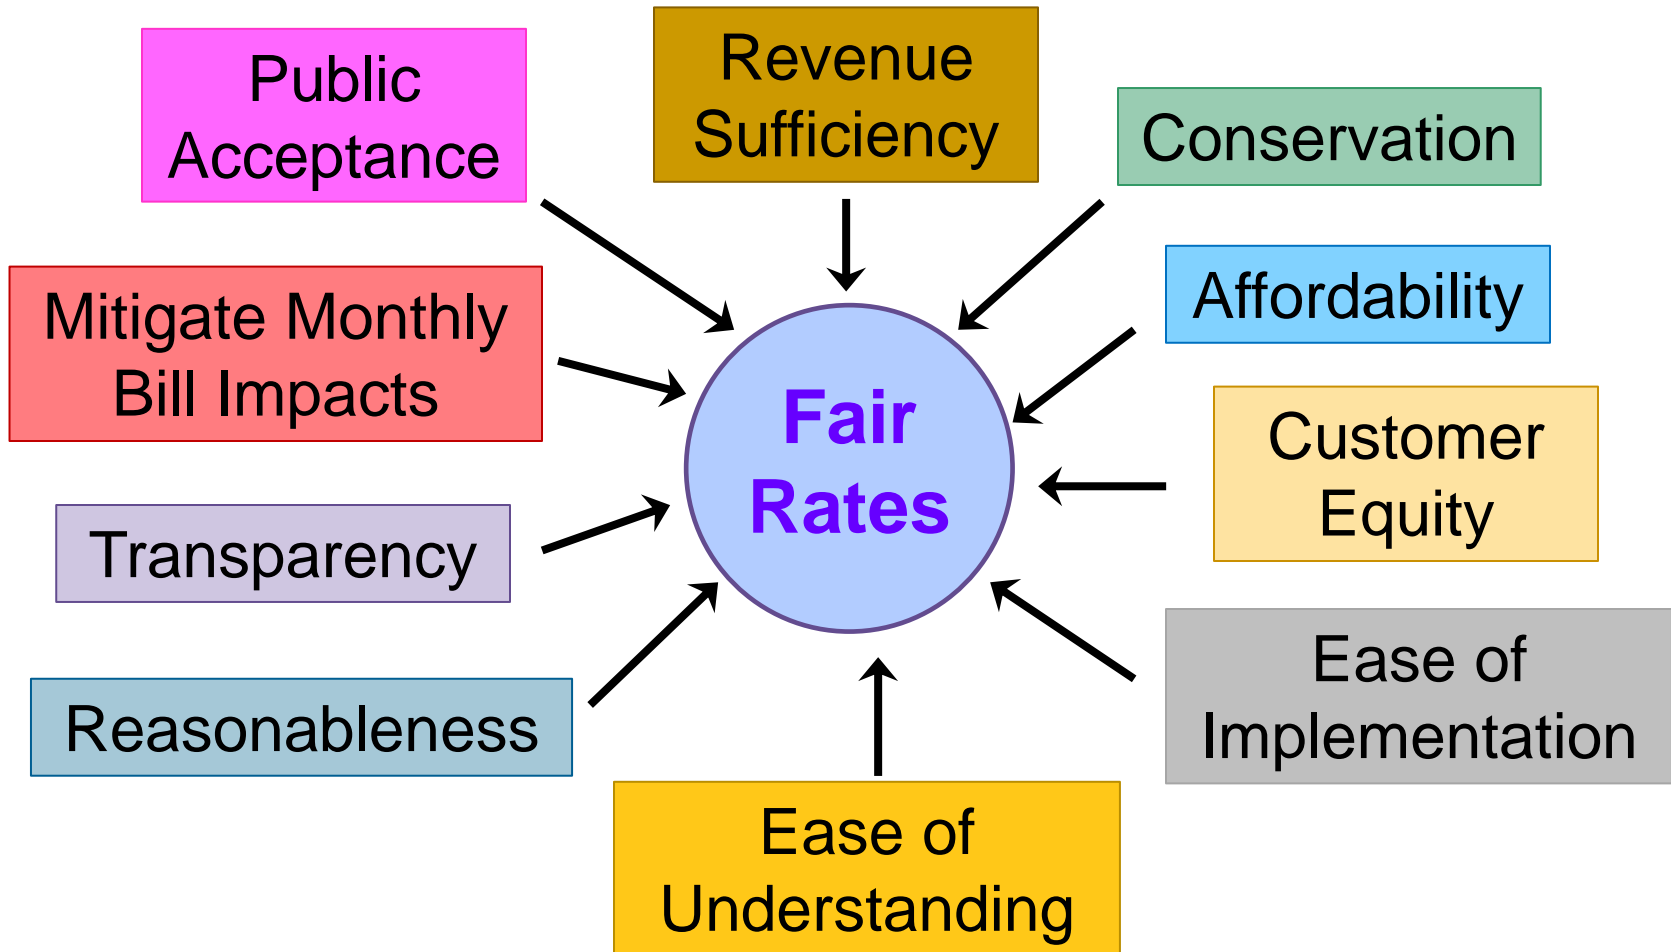 Public
Acceptance
Revenue
Sufficiency
Conservation
Mitigate Monthly
Bill Impacts
Affordability
Fair
Rates
Customer
Equity
Transparency
Ease of
Implementation
Reasonableness
Ease of
Understanding